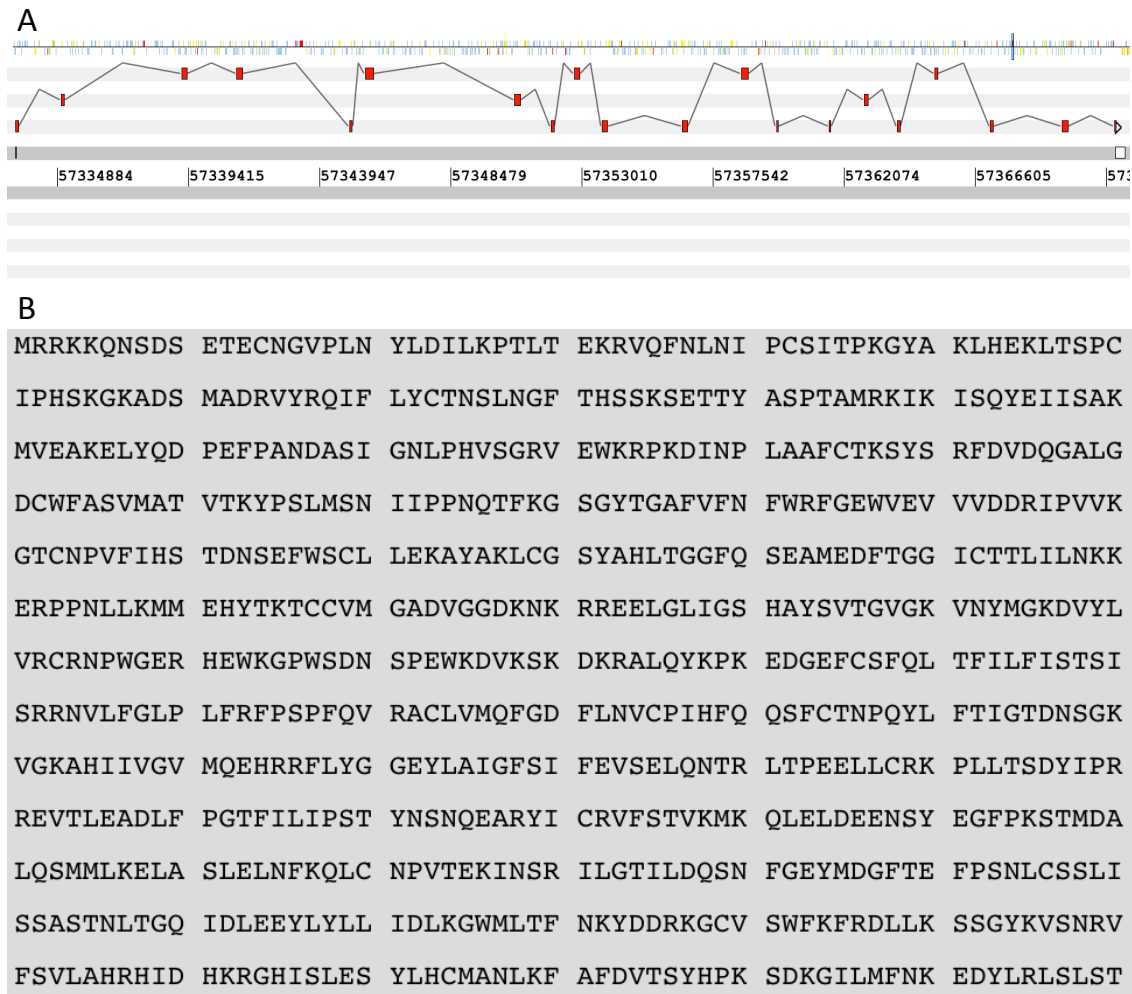 A
57334884 57339415 57343947 57348479 53753010 57357542 57362074 57366605
B
MRRKKQNSDS ETECNGVPLN YLDILKPTLT EKRVQFNLNI PCSITPKGYA KLHEKLTSPC
IPHSKGKADS MADRVYRQIF LYCTNSLNGF THSSKSETTY ASPTAMRKIK ISQYEIISAK
MVEAKELYQD PEFPANDASI GNLPHVSGRV EWKRPKDINP LAAFCTKSYS RFDVDQGALG
DCWFASVMAT VTKYPSLMSN IIPPNQTFKG SGYTGAFVFN FWRFGEWVEV VVDDRIPVVK
GTCNPVFIHS TDNSEFWSCL LEKAYAKLCG SYAHLTGGFQ SEAMEDFTGG ICTTLILNKK
ERPPNLLKMM EHYTKTCCVM GADVGGDKNK RREELGLIGS HAYSVTGVGK VNYMGKDVYL
VRCRNPWGER HEWKGPWSDN SPEWKDVKSK DKRALQYKPK EDGEFCSFQL TFILFISTSI
SRRNVLFGLP LFRFPSPFQV RACLVMQFGD FLNVCPIHFQ QSFCTNPQYL FTIGTDNSGK
VGKAHIIVGV MQEHRRFLYG GEYLAIGFSI FEVSELQNTR LTPEELLCRK PLLTSDYIPR
REVTLEADLF PGTFILIPST YNSNQEARYI CRVFSTVKMK QLELDEENSY EGFPKSTMDA
LQSMMLKELA SLELNFKQLC NPVTEKINSR ILGTILDQSN FGEYMDGFTE FPSNLCSSLI
SSASTNLTGQ IDLEEYLYLL IDLKGWMLTF NKYDDRKGCV SWFKFRDLLK SSGYKVSNRV
FSVLAHRHID HKRGHISLES YLHCMANLKF AFDVTSYHPK SDKGILMFNK EDYLRLSLST